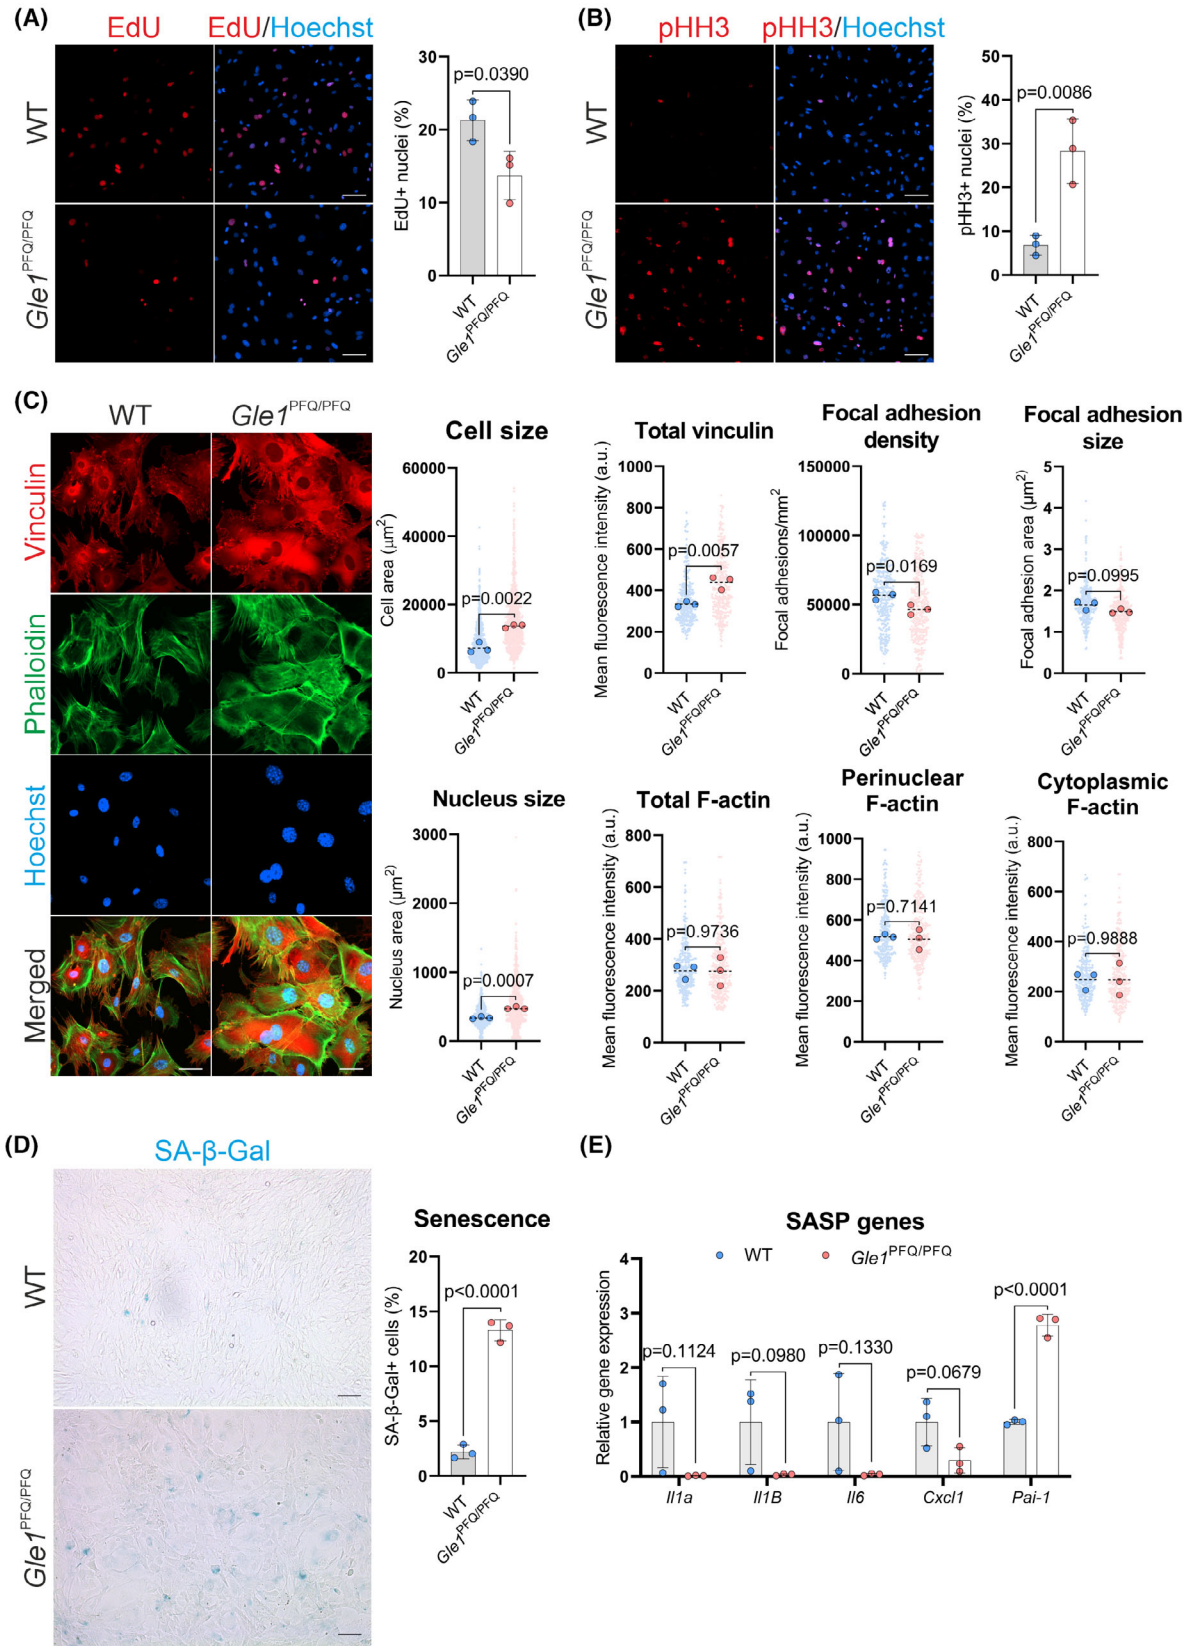 (A)
EdU
EdU/Hoechst
WT
Gle1PFQ/PFQ
EdU+ nuclei (%)
30
20
10
0
p=0.0390
WT
Gle1PFQ/PFQ
(B)
pHH3
pHH3/Hoechst
WT
Gle1PFQ/PFQ
pHH3+ nuclei (%)
50
40
30
20
10
0
p=0.0086
WT
Gle1PFQ/PFQ
(C)
WT
Gle1PFQ/PFQ
Vinculin
Phalloidin
Hoechst
Merged
Cell size
Cell area (µm2)
60000
40000
20000
0
p=0.0022
WT
Gle1PFQ/PFQ
Total vinculin
Mean fluorescence intensity (a.u.)
1000
800
600
400
200
0
p=0.0057
WT
Gle1PFQ/PFQ
Focal adhesion
density
Focal adhesions/mm2
150000
100000
50000
0
p=0.0169
WT
Gle1PFQ/PFQ
Focal adhesion
size
Focal adhesion area (µm2)
5
4
3
2
1
0
p=0.0995
WT
Gle1PFQ/PFQ
Nucleus size
Nucleus area (µm2)
3000
2000
1000
0
p=0.0007
WT
Gle1PFQ/PFQ
Total F-actin
Mean fluorescence intensity (a.u.)
800
600
400
200
0
p=0.9736
WT
Gle1PFQ/PFQ
Perinuclear
F-actin
Mean fluorescence intensity (a.u.)
1000
800
600
400
200
0
p=0.7141
WT
Gle1PFQ/PFQ
Cytoplasmic
F-actin
Mean fluorescence intensity (a.u.)
800
600
400
200
0
p=0.9888
WT
Gle1PFQ/PFQ
(D)
SA-β-Gal
WT
Gle1PFQ/PFQ
Senescence
SA-β-Gal+ cells (%)
20
15
10
5
0
p<0.0001
WT
Gle1PFQ/PFQ
(E)
SASP genes
WT
Gle1PFQ/PFQ
Relative gene expression
4
3
2
1
0
p=0.1124
p=0.0980
p=0.1330
p=0.0679
p<0.0001
Il1a
Il1B
Il6
Cxcl1
Pai-1